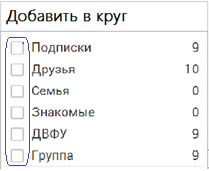 Добавить в круг
Подписки 9
Друзья 10
Семья 0
Знакомые 0
ДВФУ 9
Группа 9